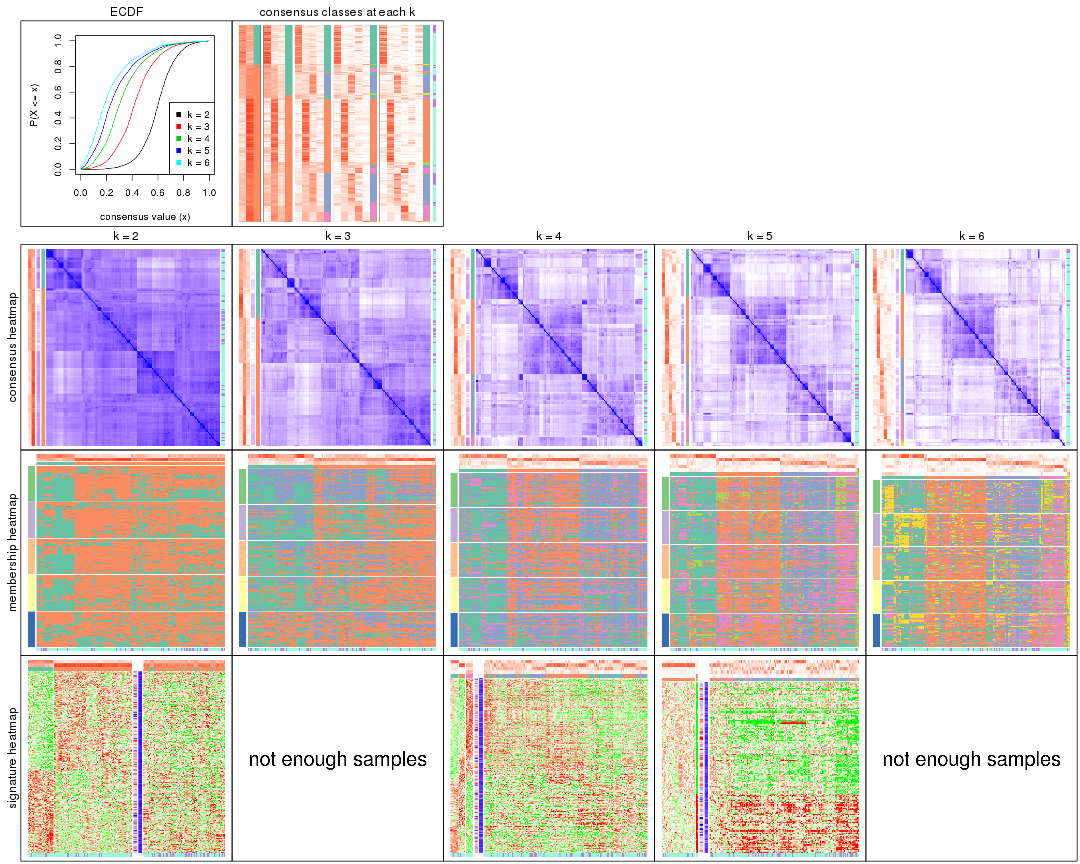 ECDF
consensus classes at each k
P(X <= x)
0.0 0.2 0.4 0.6 0.8 1.0
k = 2
k = 3
k = 4
k = 5
k = 6
0.0 0.2 0.4 0.6 0.8 1.0
consensus value (x)
k = 2 k = 3 k = 4 k = 5 k = 6
consensus heatmap
membership heatmap
signature heatmap
not enough samples
not enough samples